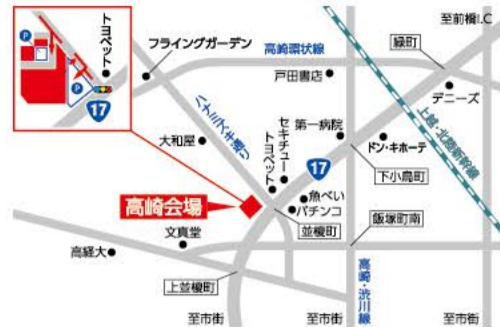 至前橋I.C
緑町
トヨペット
フライングガーデン
高崎環状線
戸田書店
デニーズ
P
P
17
ハナミズキ通り
上越・北陸新幹線
大和屋
セキチュー
トヨペット
第一病院
ドン・キホーテ
17
下小鳥町
高崎会場
魚べい
パチンコ
並榎町
飯塚町南
文真堂
高経大
上並榎町
高崎・渋川線
至市街
至市街
至市街